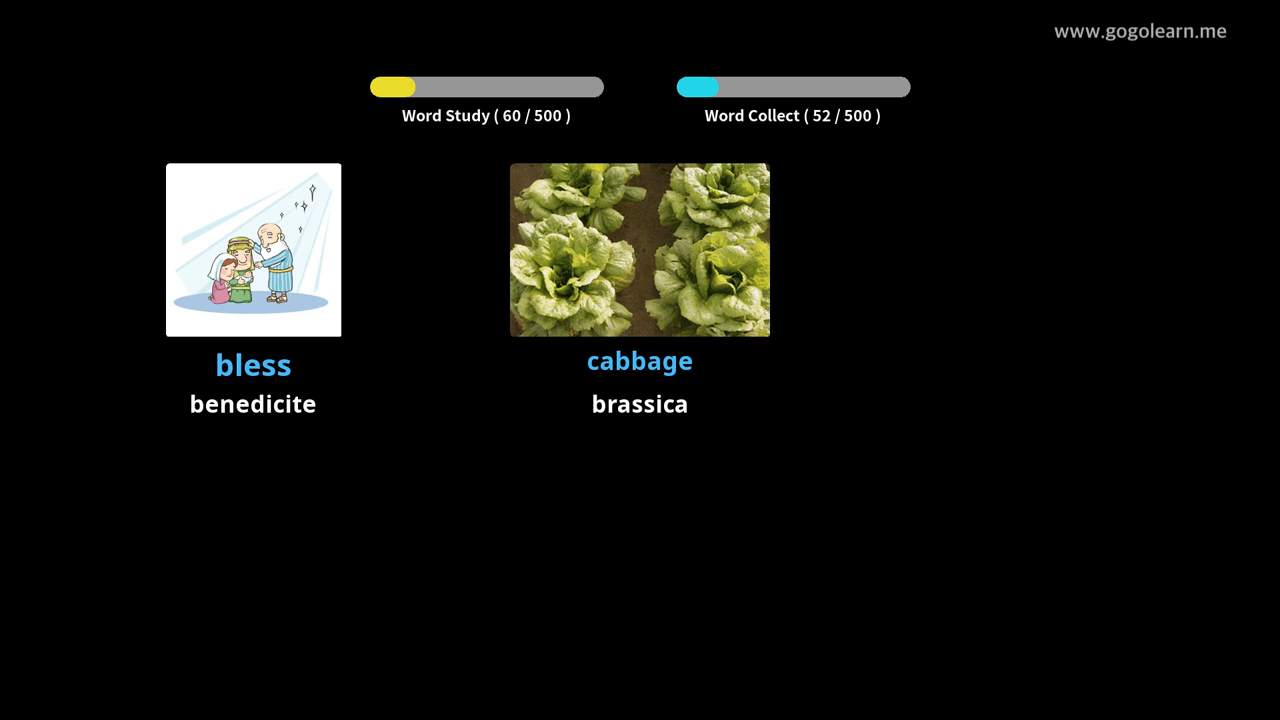 www.gogolearn.me
Word Study ( 60 / 500 )
Word Collect ( 52 / 500 )
bless
benedicite
cabbage
brassica